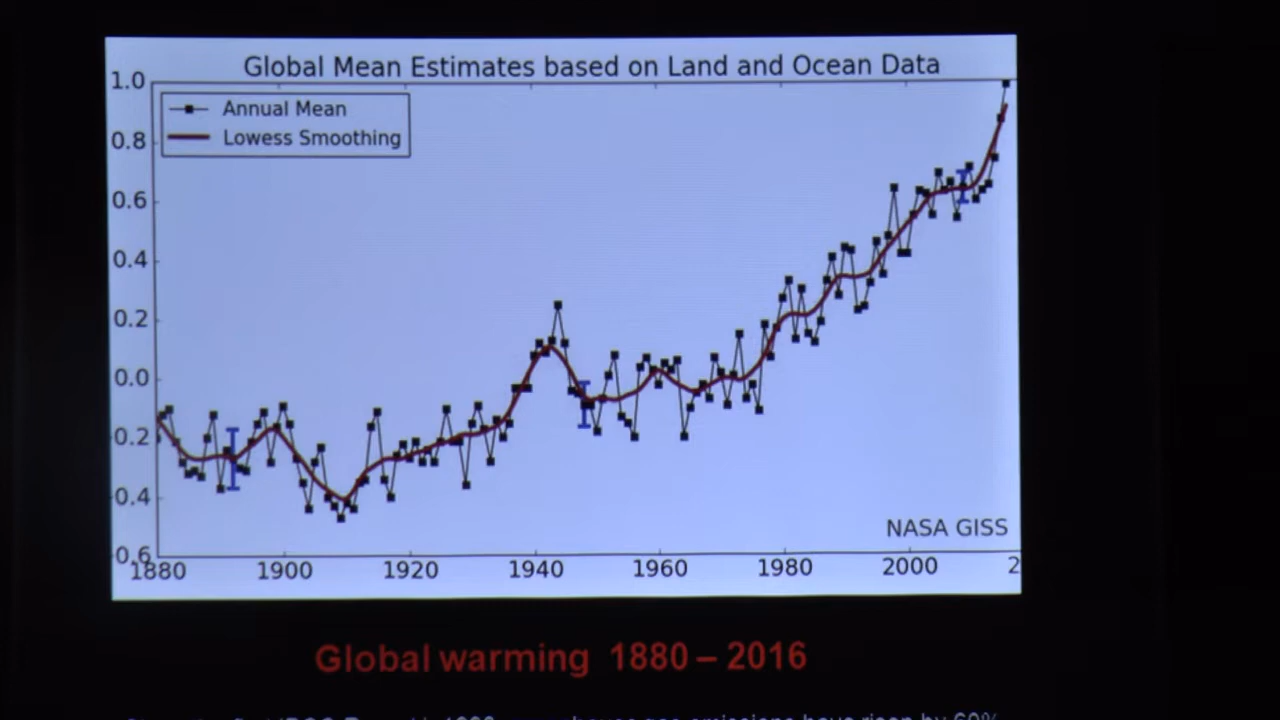 Global Mean Estimates based on Land and Ocean Data
1.0
Annual Mean
Lowess Smoothing
0.8
0.6
0.4
0.2
0.0
0.2
0.4
0.6
NASA GISS
1880 1900 1920 1940 1960 1980 2000 2
Global warming 1880 – 2016